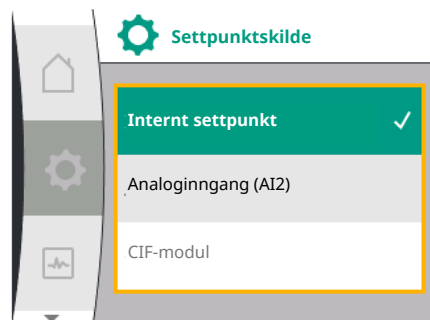 Settpunktskilde
Internt settpunkt
Analoginngang (AI2)
CIF-modul